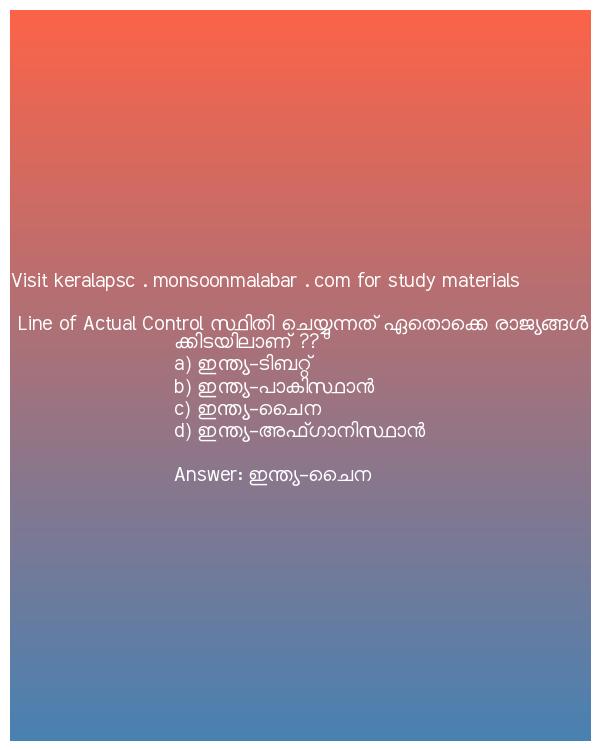 Visit keralapsc . monsoonmalabar . com for study materials
Line of Actual Control സ്ഥിതി ചെയ്യുന്നത് ഏതൊക്കെ രാജ്യങ്ങൾ
ക്കിടയിലാണ് ??
a) ഇന്ത്യ-ടിബറ്റ്
b) ഇന്ത്യ-പാകിസ്ഥാൻ
c) ഇന്ത്യ-ചൈന
d) ഇന്ത്യ-അഫ്ഗാനിസ്ഥാൻ
Answer: ഇന്ത്യ-ചൈന